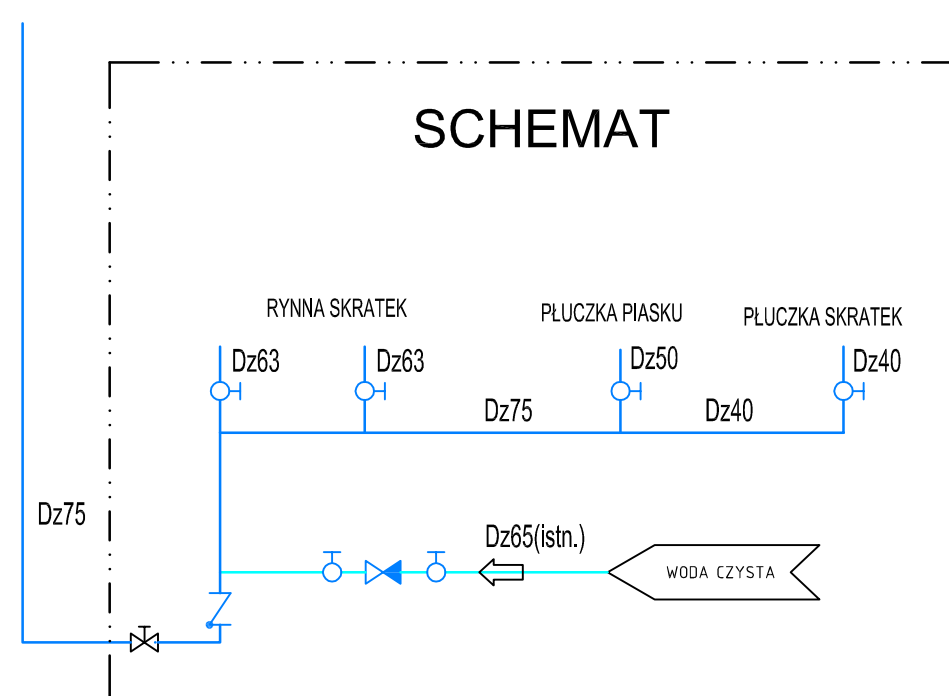 SCHEMAT
RYNNA SKRATEK
PŁUCZKA PIASKU
PŁUCZKA SKRATEK
Dz63
Dz63
Dz50
Dz40
Dz75
Dz40
Dz75
Dz65(istn.)
WODA CZYSTA